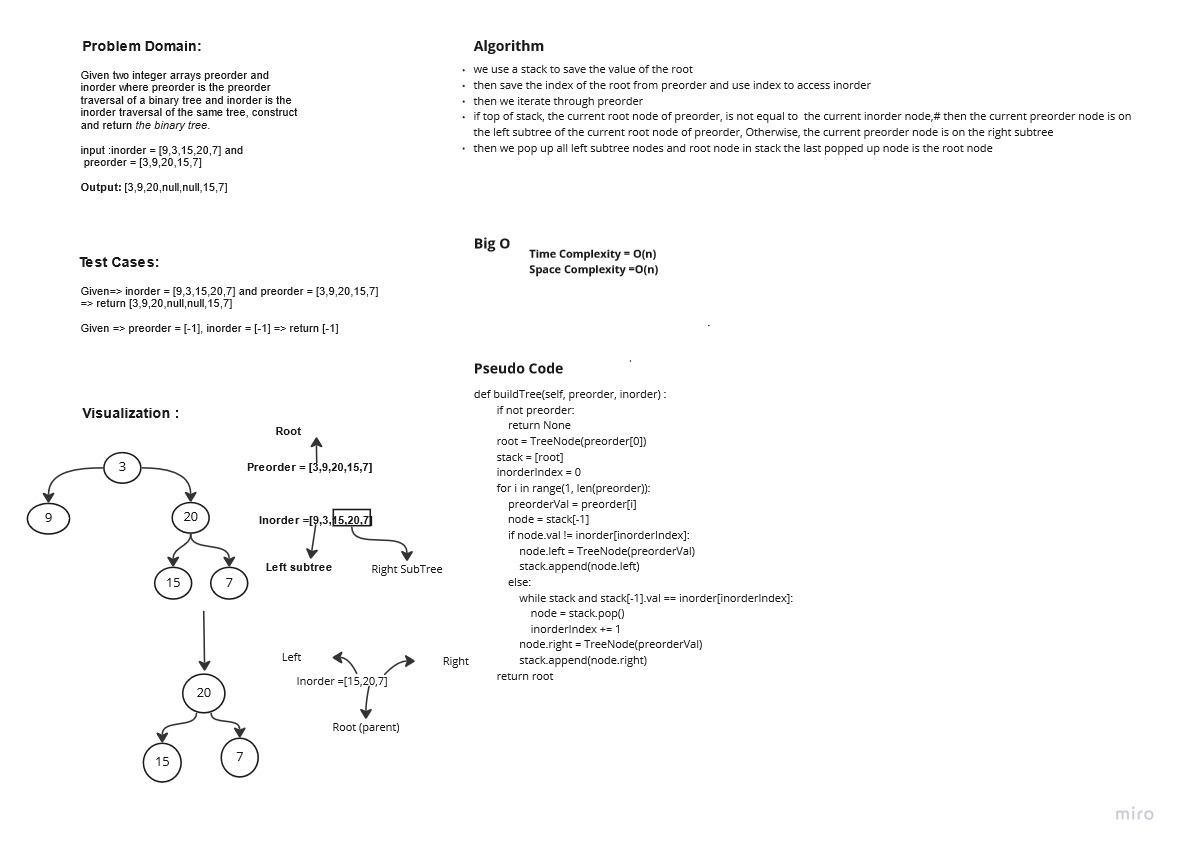 Problem Domain:
Given two integer arrays preorder and
inorder where preorder is the preorder
traversal of a binary tree and inorder is the
inorder traversal of the same tree, construct
and return the binary tree.
input :inorder = [9,3,15,20,7] and
preorder = [3,9,20,15,7]
Output: [3,9,20,null,null,15,7]
Test Cases:
Given=> inorder = [9,3,15,20,7] and preorder = [3,9,20,15,7]
=> return [3,9,20,null,null,15,7]
Given => preorder = [-1], inorder = [-1] => return [-1]
Visualization :
3
9
20
15
7
Root
Preorder = [3,9,20,15,7]
Inorder =[9,3,15,20,7]
Left subtree
Right SubTree
20
15
7
Left
Right
Inorder =[15,20,7]
Root (parent)
Algorithm
• we use a stack to save the value of the root
• then save the index of the root from preorder and use index to access inorder
• then we iterate through preorder
• if top of stack, the current root node of preorder, is not equal to the current inorder node,# then the current preorder node is on
the left subtree of the current root node of preorder, Otherwise, the current preorder node is on the right subtree
• then we pop up all left subtree nodes and root node in stack the last popped up node is the root node
Big O
Time Complexity = O(n)
Space Complexity =O(n)
Pseudo Code
def buildTree(self, preorder, inorder) :
if not preorder:
return None
root = TreeNode(preorder[0])
stack = [root]
inorderIndex = 0
for i in range(1, len(preorder)):
preorderVal = preorder[i]
node = stack[-1]
if node.val != inorder[inorderIndex]:
node.left = TreeNode(preorderVal)
stack.append(node.left)
else:
while stack and stack[-1].val == inorder[inorderIndex]:
node = stack.pop()
inorderIndex += 1
node.right = TreeNode(preorderVal)
stack.append(node.right)
return root
miro